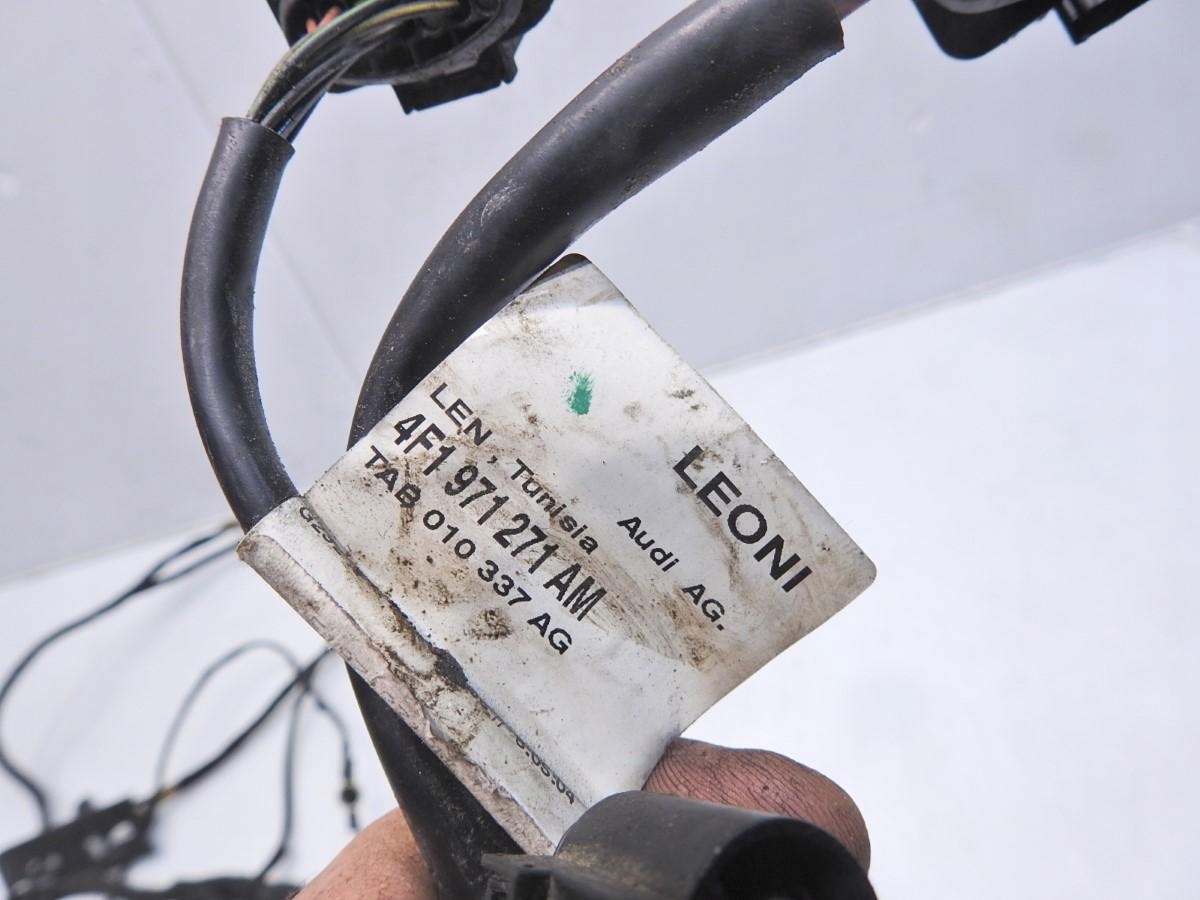 LEONI
Audi AG.
LEN, Tunisia
4F1 971 271 AM
TAB 010 337 AG